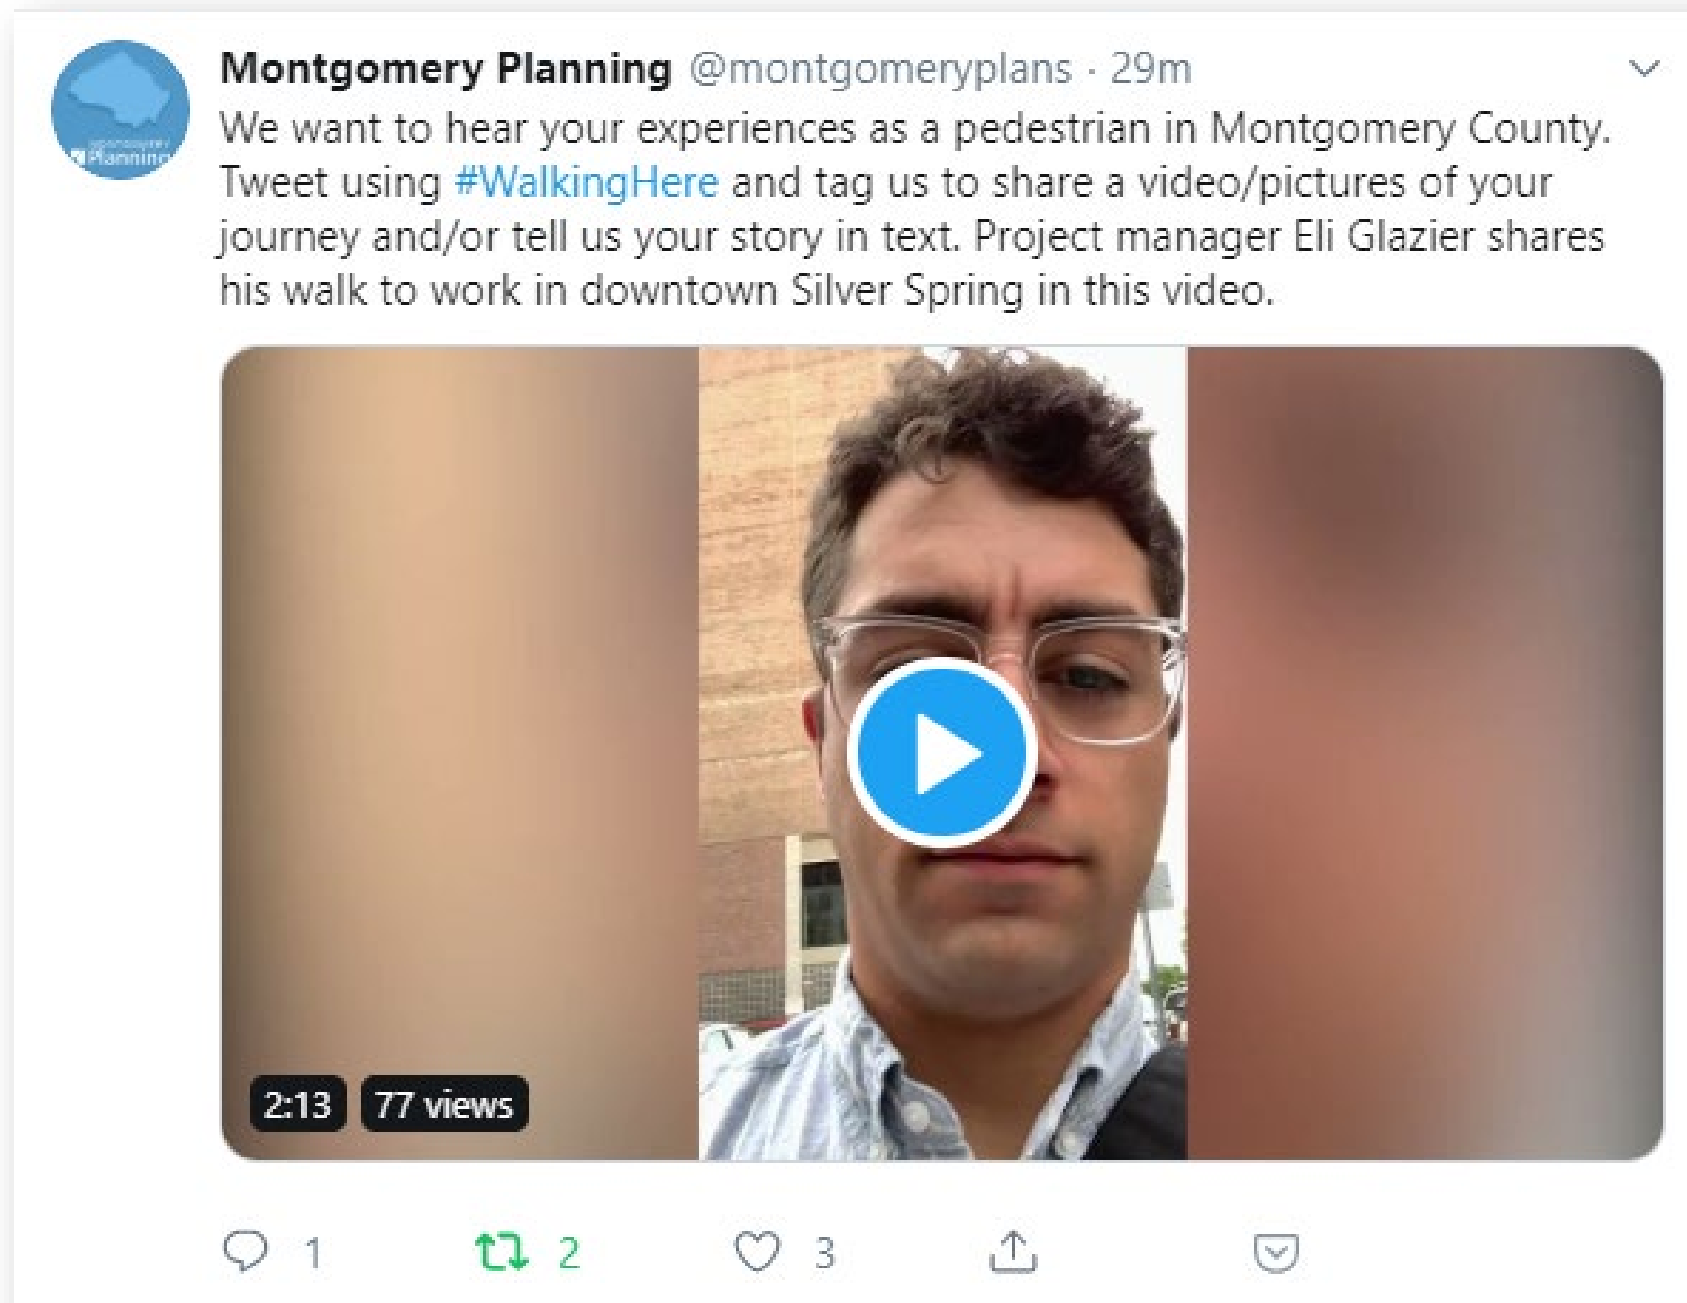 Montgomery Planning @montgomeryplans · 29m
We want to hear your experiences as a pedestrian in Montgomery County.
Tweet using #WalkingHere and tag us to share a video/pictures of your
journey and/or tell us your story in text. Project manager Eli Glazier shares
his walk to work in downtown Silver Spring in this video.
Planning
2:13 77 views
1 2 3